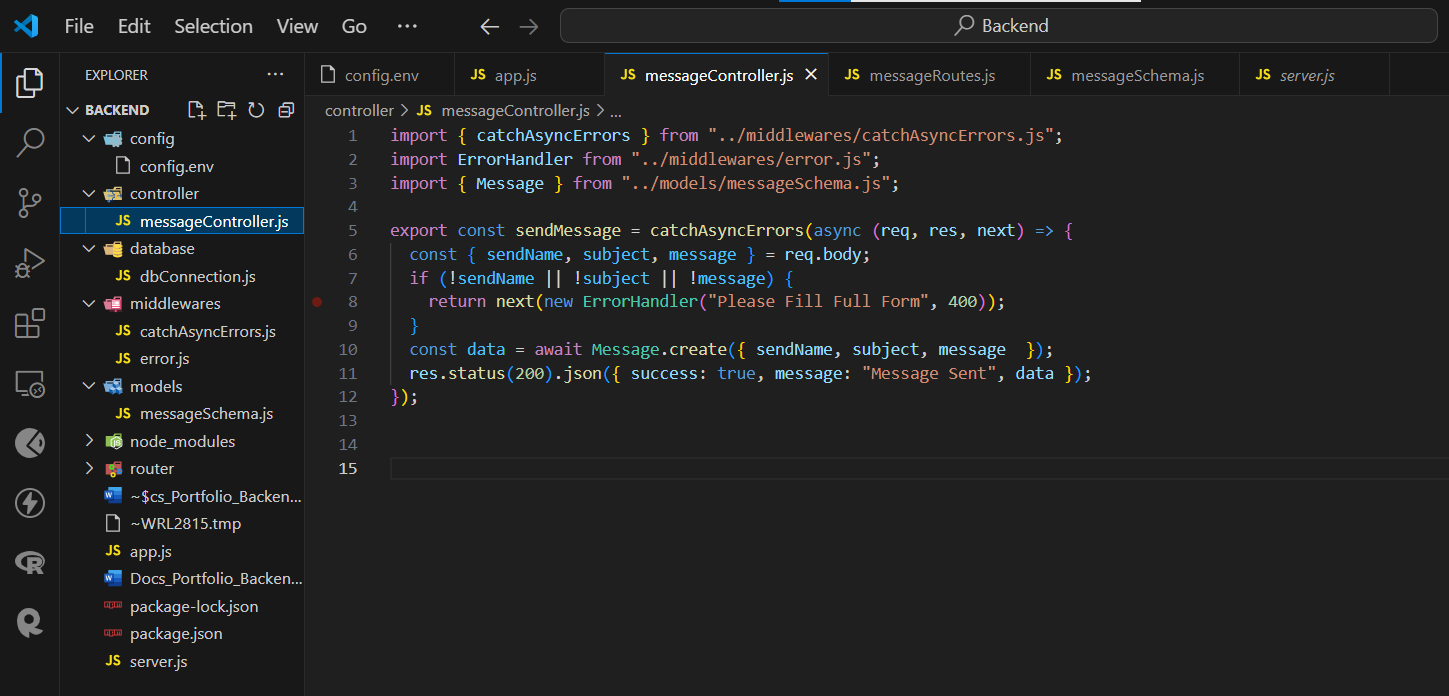 File Edit Selection View Go ···
Backend
EXPLORER ···
BACKEND
config
config.env
controller
JS messageController.js
database
JS dbConnection.js
middlewares
JS catchAsyncErrors.js
JS error.js
models
JS messageSchema.js
node_modules
router
~$cs_Portfolio_Backen...
~WRL2815.tmp
JS app.js
Docs_Portfolio_Backen...
package-lock.json
package.json
JS server.js
config.env JS app.js JS messageController.js JS messageRoutes.js JS messageSchema.js JS server.js
controller > JS messageController.js > ...
1 import { catchAsyncErrors } from "../middlewares/catchAsyncErrors.js";
2 import ErrorHandler from "../middlewares/error.js";
3 import { Message } from "../models/messageSchema.js";
4
5 export const sendMessage = catchAsyncErrors(async (req, res, next) => {
6 const { sendName, subject, message } = req.body;
7 if (!sendName || !subject || !message) {
8 return next(new ErrorHandler("Please Fill Full Form", 400));
9 }
10 const data = await Message.create({ sendName, subject, message });
11 res.status(200).json({ success: true, message: "Message Sent", data });
12 });
13
14
15